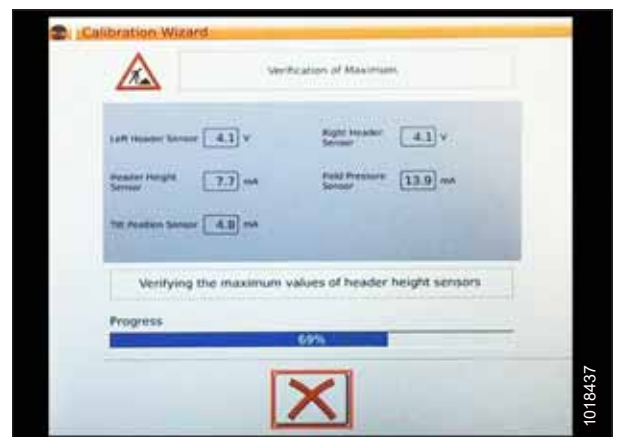 Calibration Wizard
Verification of Maximum
Left Header Sensor 4.1 V
Right Header Sensor 4.1 V
Header Height Sensor 7.7 mA
Field Pressure Sensor 13.9 mA
Tilt Position Sensor 4.8 mA
Verifying the maximum values of header height sensors
Progress
69%
1018437